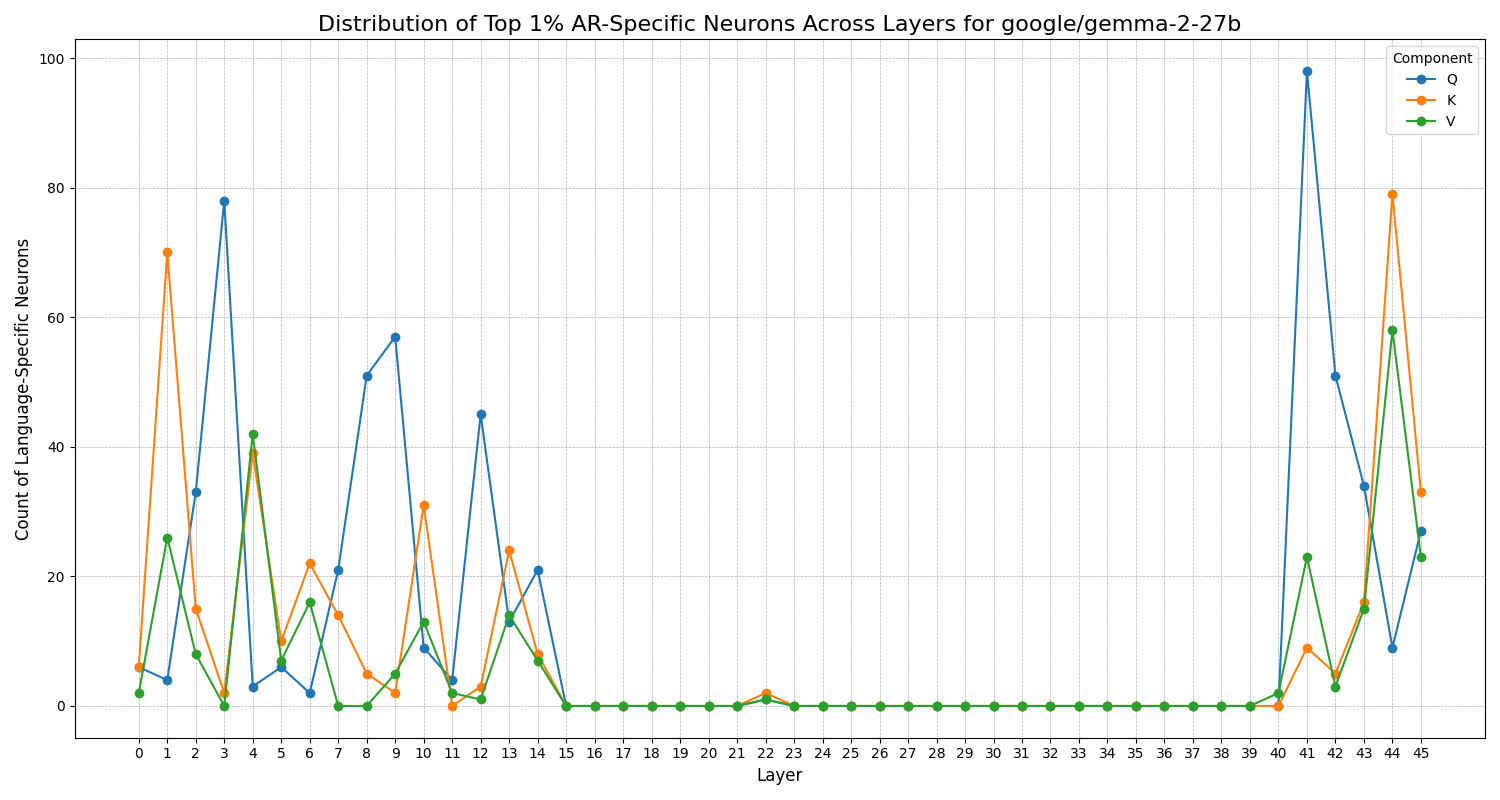 Distribution of Top 1% AR-Specific Neurons Across Layers for google/gemma-2-27b
Component
Q
K
V
Count of Language-Specific Neurons
100
80
60
40
20
0
0 1 2 3 4 5 6 7 8 9 10 11 12 13 14 15 16 17 18 19 20 21 22 23 24 25 26 27 28 29 30 31 32 33 34 35 36 37 38 39 40 41 42 43 44 45
Layer